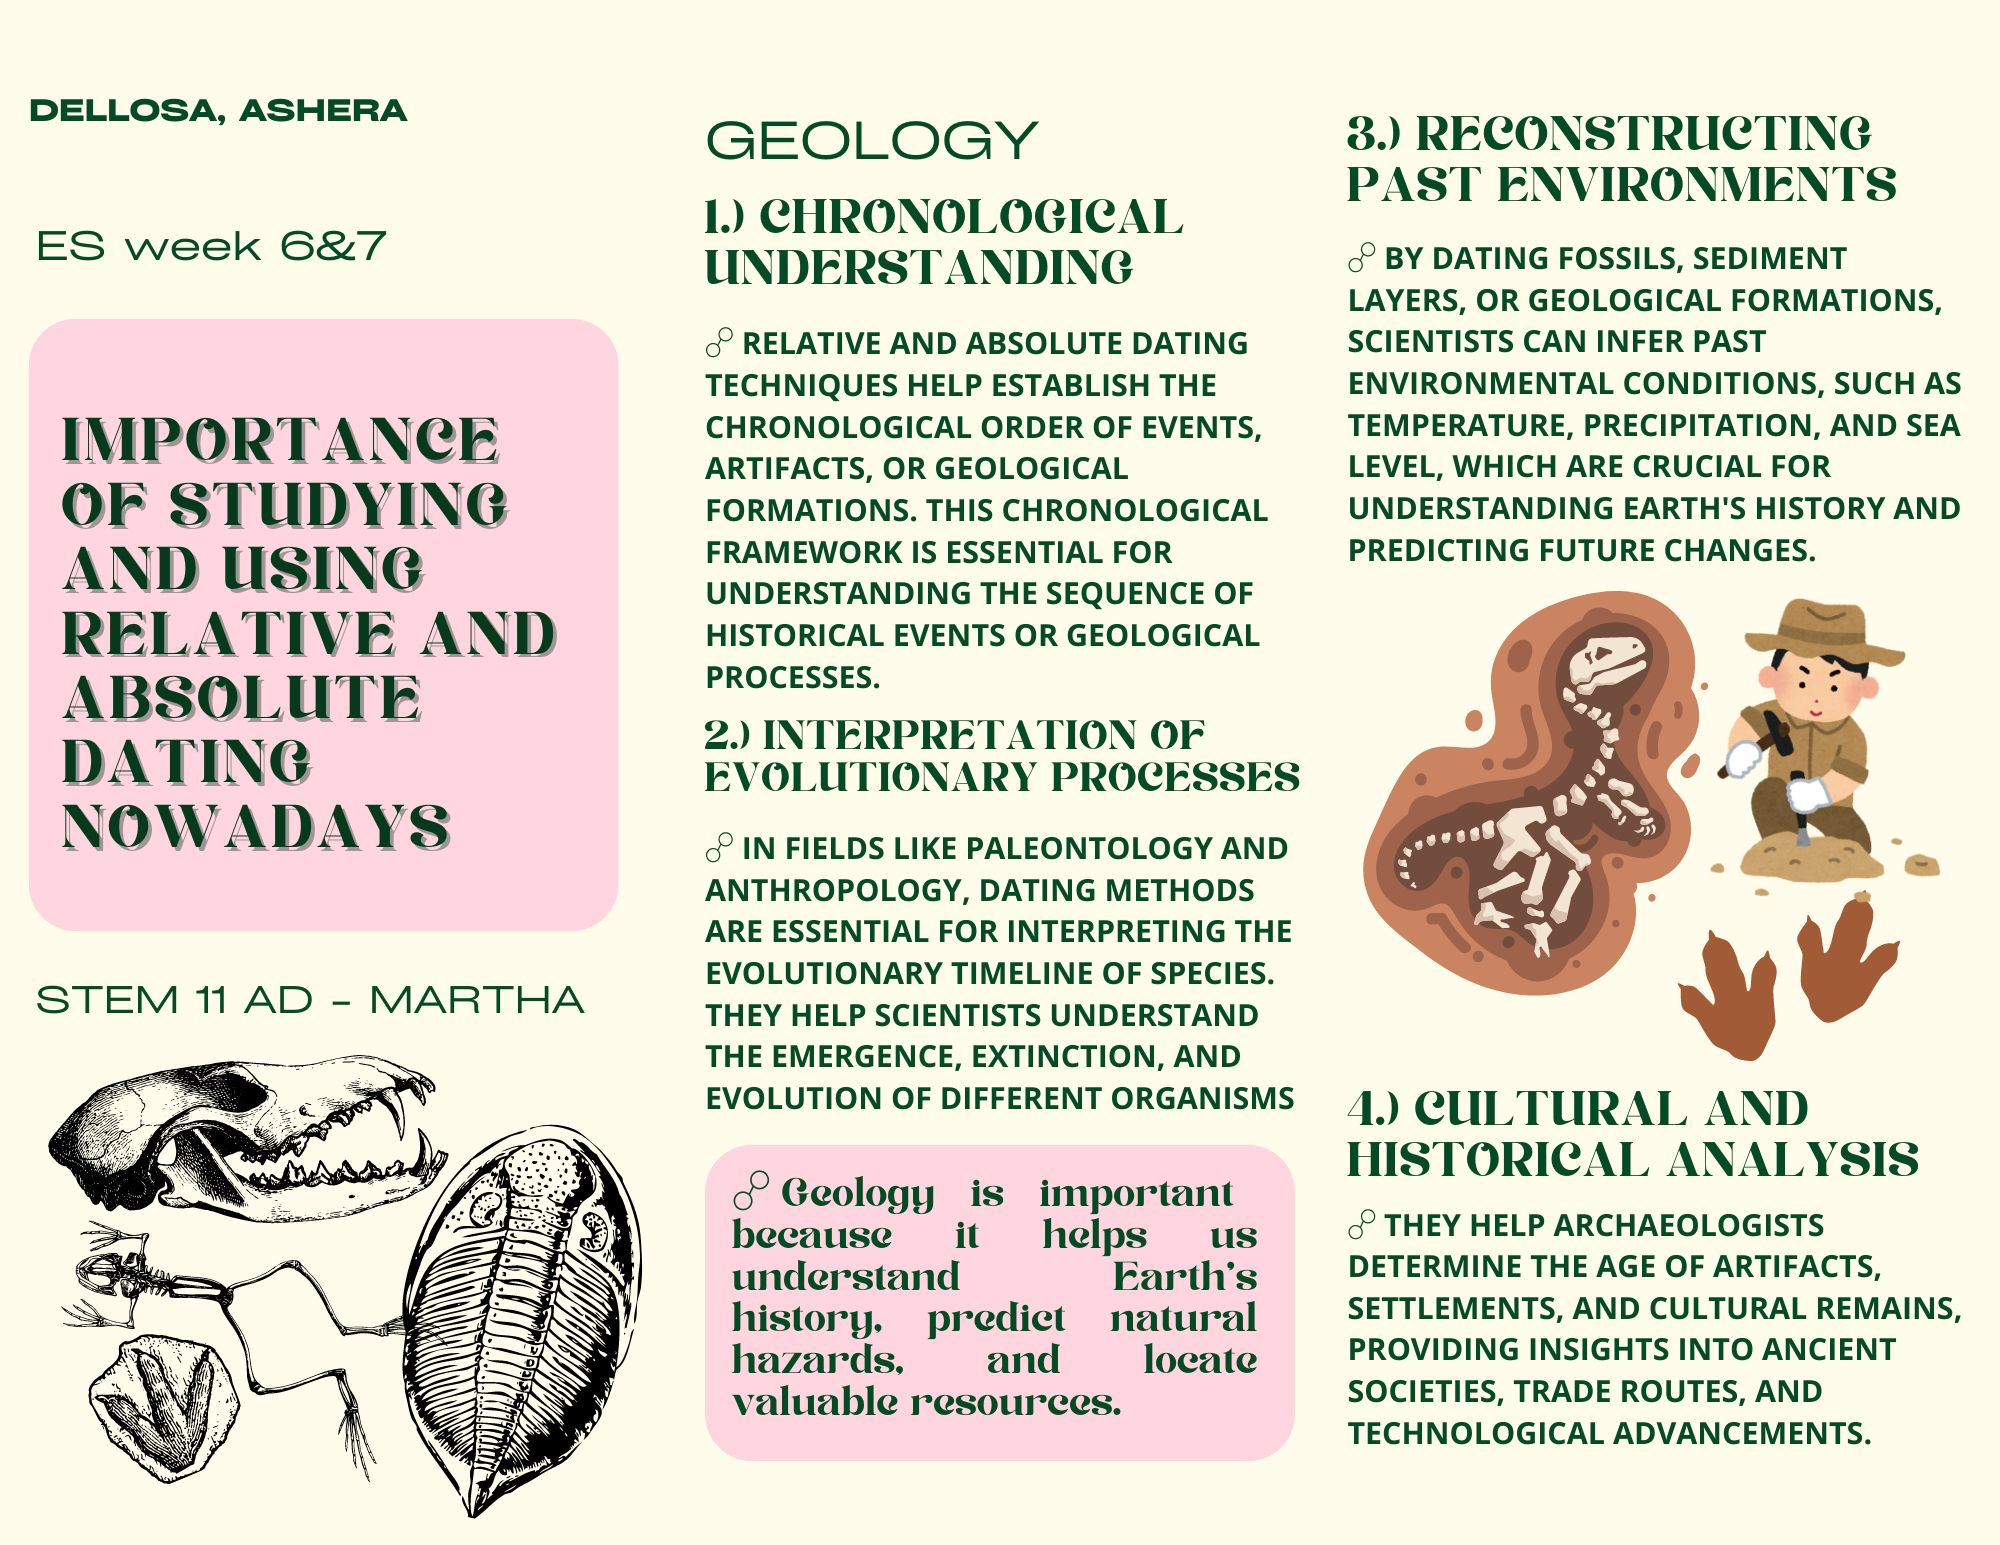 DELLOSA, ASHERA
ES week 6&7
IMPORTANCE
OF STUDYING
AND USING
RELATIVE AND
ABSOLUTE
DATING
NOWADAYS
STEM 11 AD - MARTHA
GEOLOGY
1.) CHRONOLOGICAL
UNDERSTANDING
RELATIVE AND ABSOLUTE DATING
TECHNIQUES HELP ESTABLISH THE
CHRONOLOGICAL ORDER OF EVENTS,
ARTIFACTS, OR GEOLOGICAL
FORMATIONS. THIS CHRONOLOGICAL
FRAMEWORK IS ESSENTIAL FOR
UNDERSTANDING THE SEQUENCE OF
HISTORICAL EVENTS OR GEOLOGICAL
PROCESSES.
2.) INTERPRETATION OF
EVOLUTIONARY PROCESSES
IN FIELDS LIKE PALEONTOLOGY AND
ANTHROPOLOGY, DATING METHODS
ARE ESSENTIAL FOR INTERPRETING THE
EVOLUTIONARY TIMELINE OF SPECIES.
THEY HELP SCIENTISTS UNDERSTAND
THE EMERGENCE, EXTINCTION, AND
EVOLUTION OF DIFFERENT ORGANISMS
Geology is important
because it helps us
understand Earth's
history, predict natural
hazards, and locate
valuable resources.
3.) RECONSTRUCTING
PAST ENVIRONMENTS
BY DATING FOSSILS, SEDIMENT
LAYERS, OR GEOLOGICAL FORMATIONS,
SCIENTISTS CAN INFER PAST
ENVIRONMENTAL CONDITIONS, SUCH AS
TEMPERATURE, PRECIPITATION, AND SEA
LEVEL, WHICH ARE CRUCIAL FOR
UNDERSTANDING EARTH'S HISTORY AND
PREDICTING FUTURE CHANGES.
4.) CULTURAL AND
HISTORICAL ANALYSIS
THEY HELP ARCHAEOLOGISTS
DETERMINE THE AGE OF ARTIFACTS,
SETTLEMENTS, AND CULTURAL REMAINS,
PROVIDING INSIGHTS INTO ANCIENT
SOCIETIES, TRADE ROUTES, AND
TECHNOLOGICAL ADVANCEMENTS.